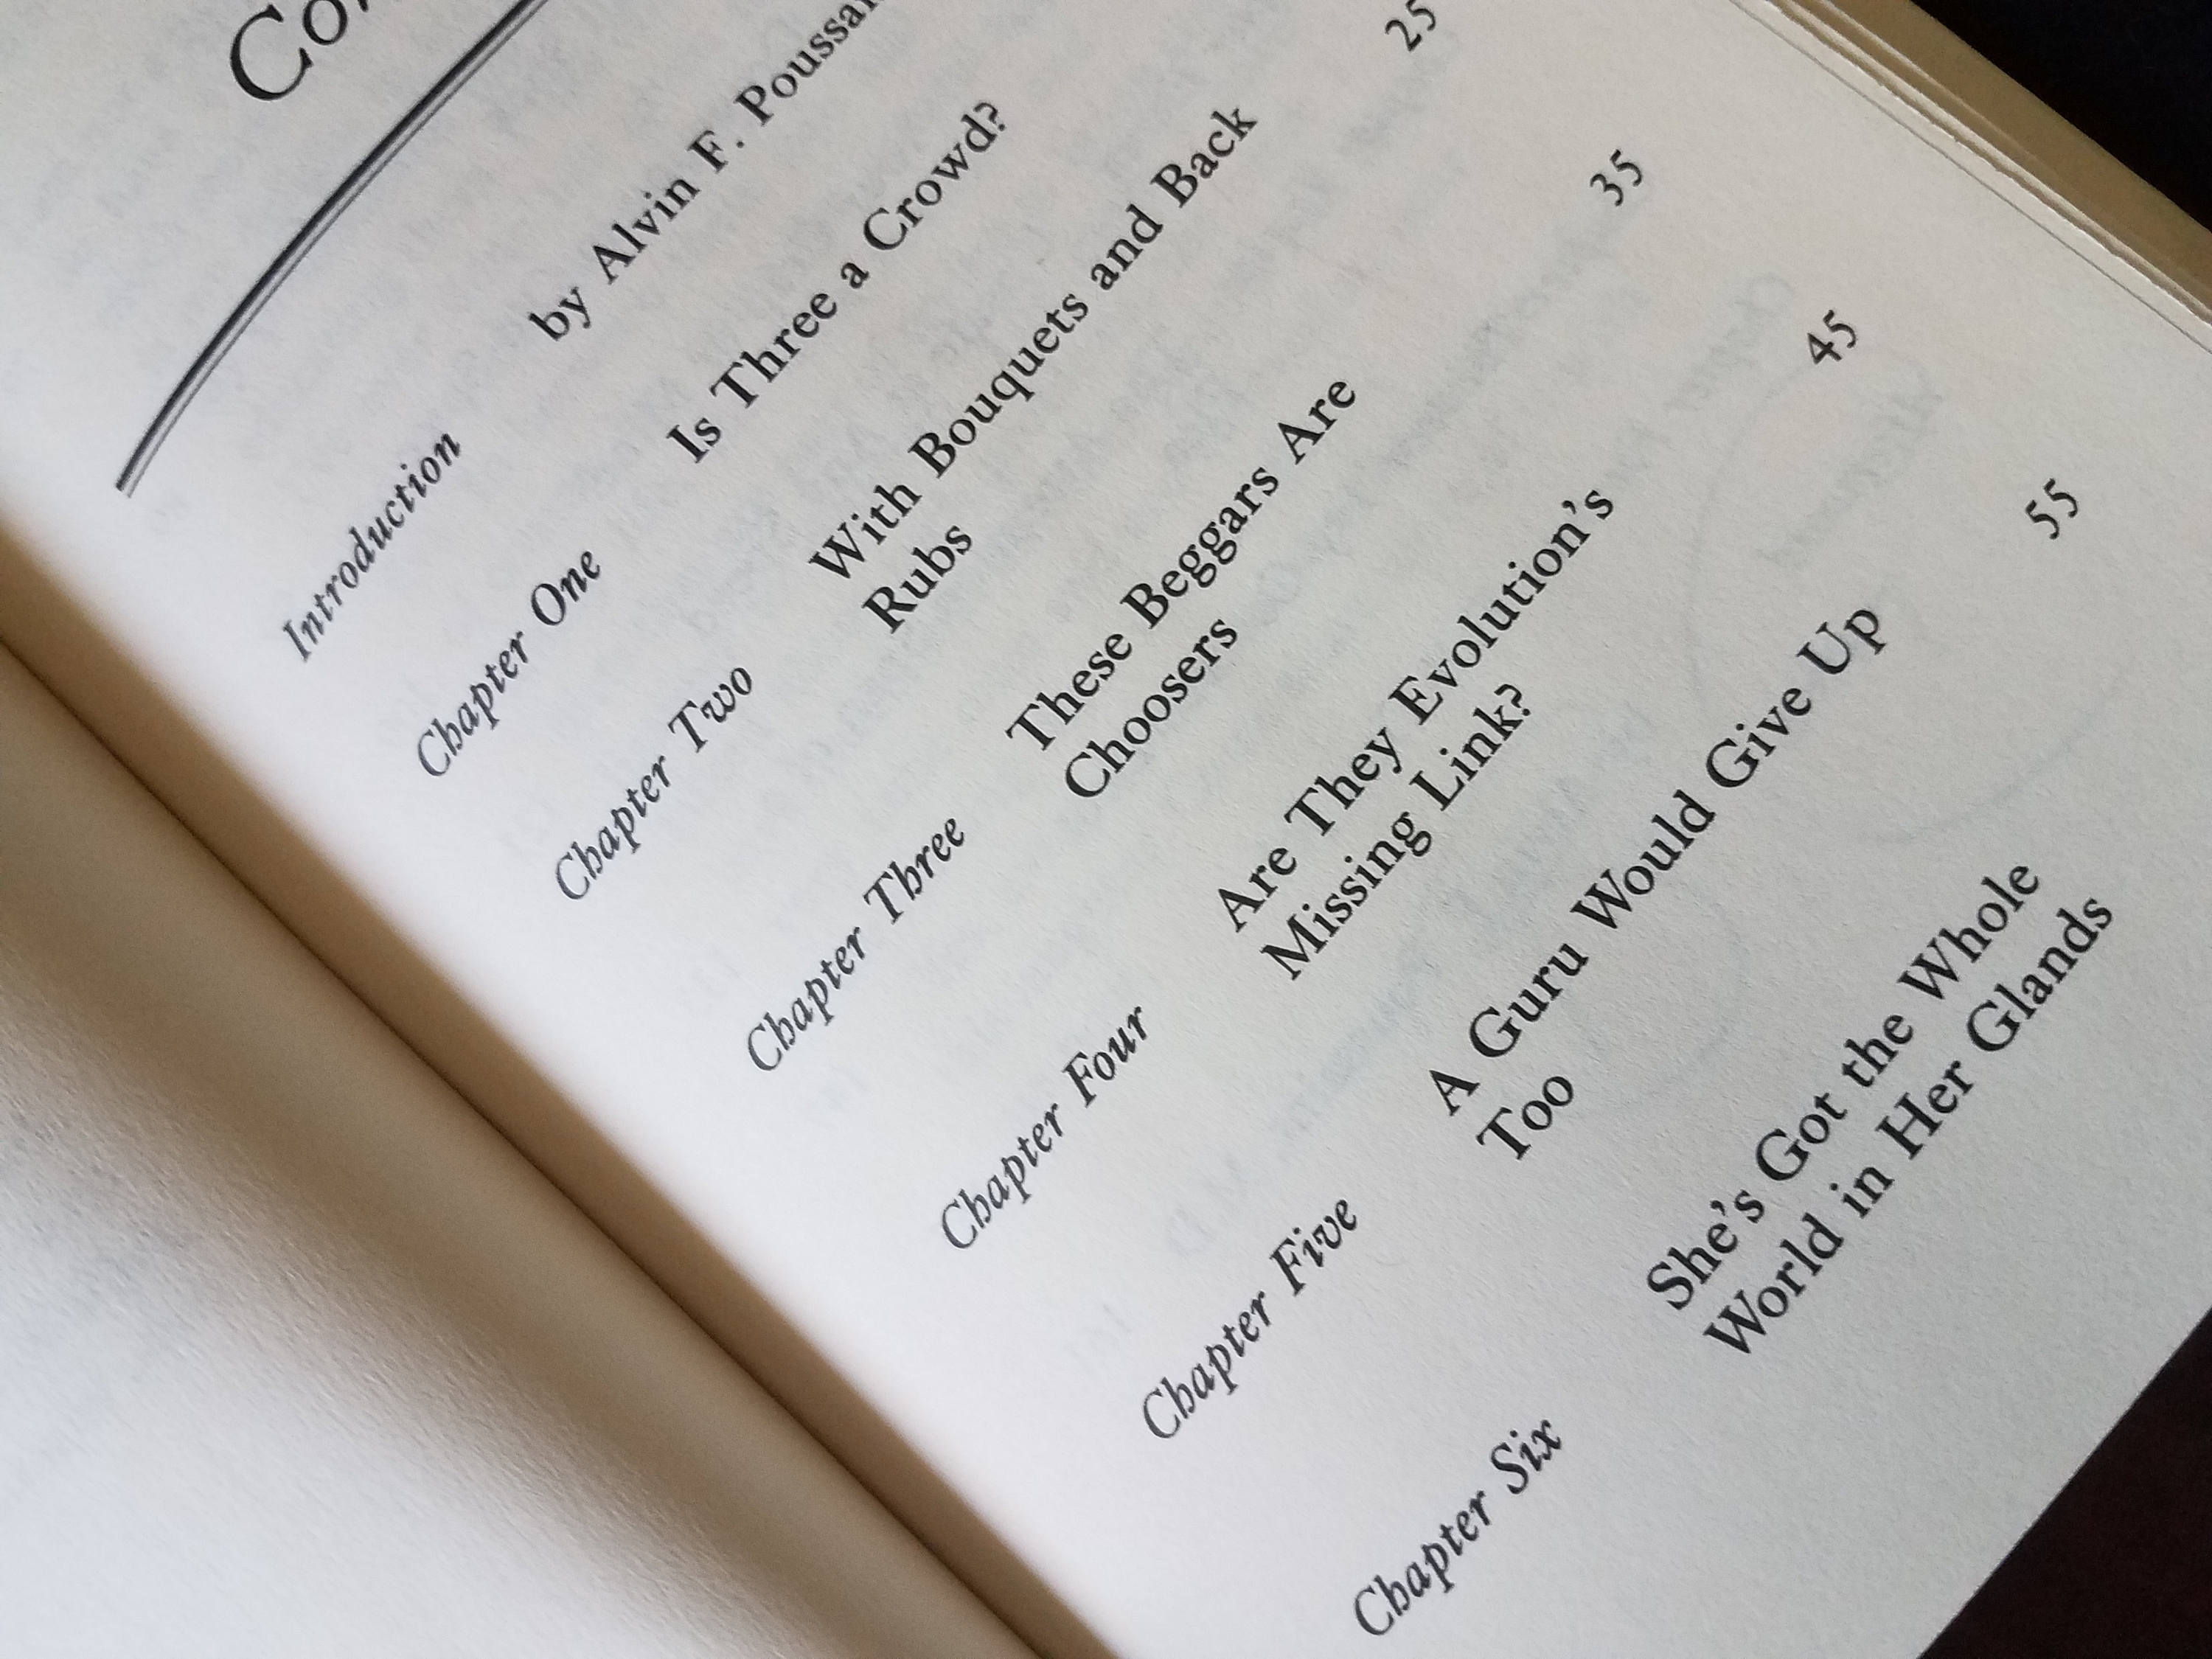 Introduction by Alvin F.
Chapter One Is Three a Crowd?
Chapter Two With Bouquets and Back
Rubs 25
Chapter Three These Beggars Are
Choosers 35
Chapter Four Are They Evolution's
Missing Link? 45
Chapter Five A Guru Would Give Up
Too 55
Chapter Six She's Got the Whole
World in Her Glands